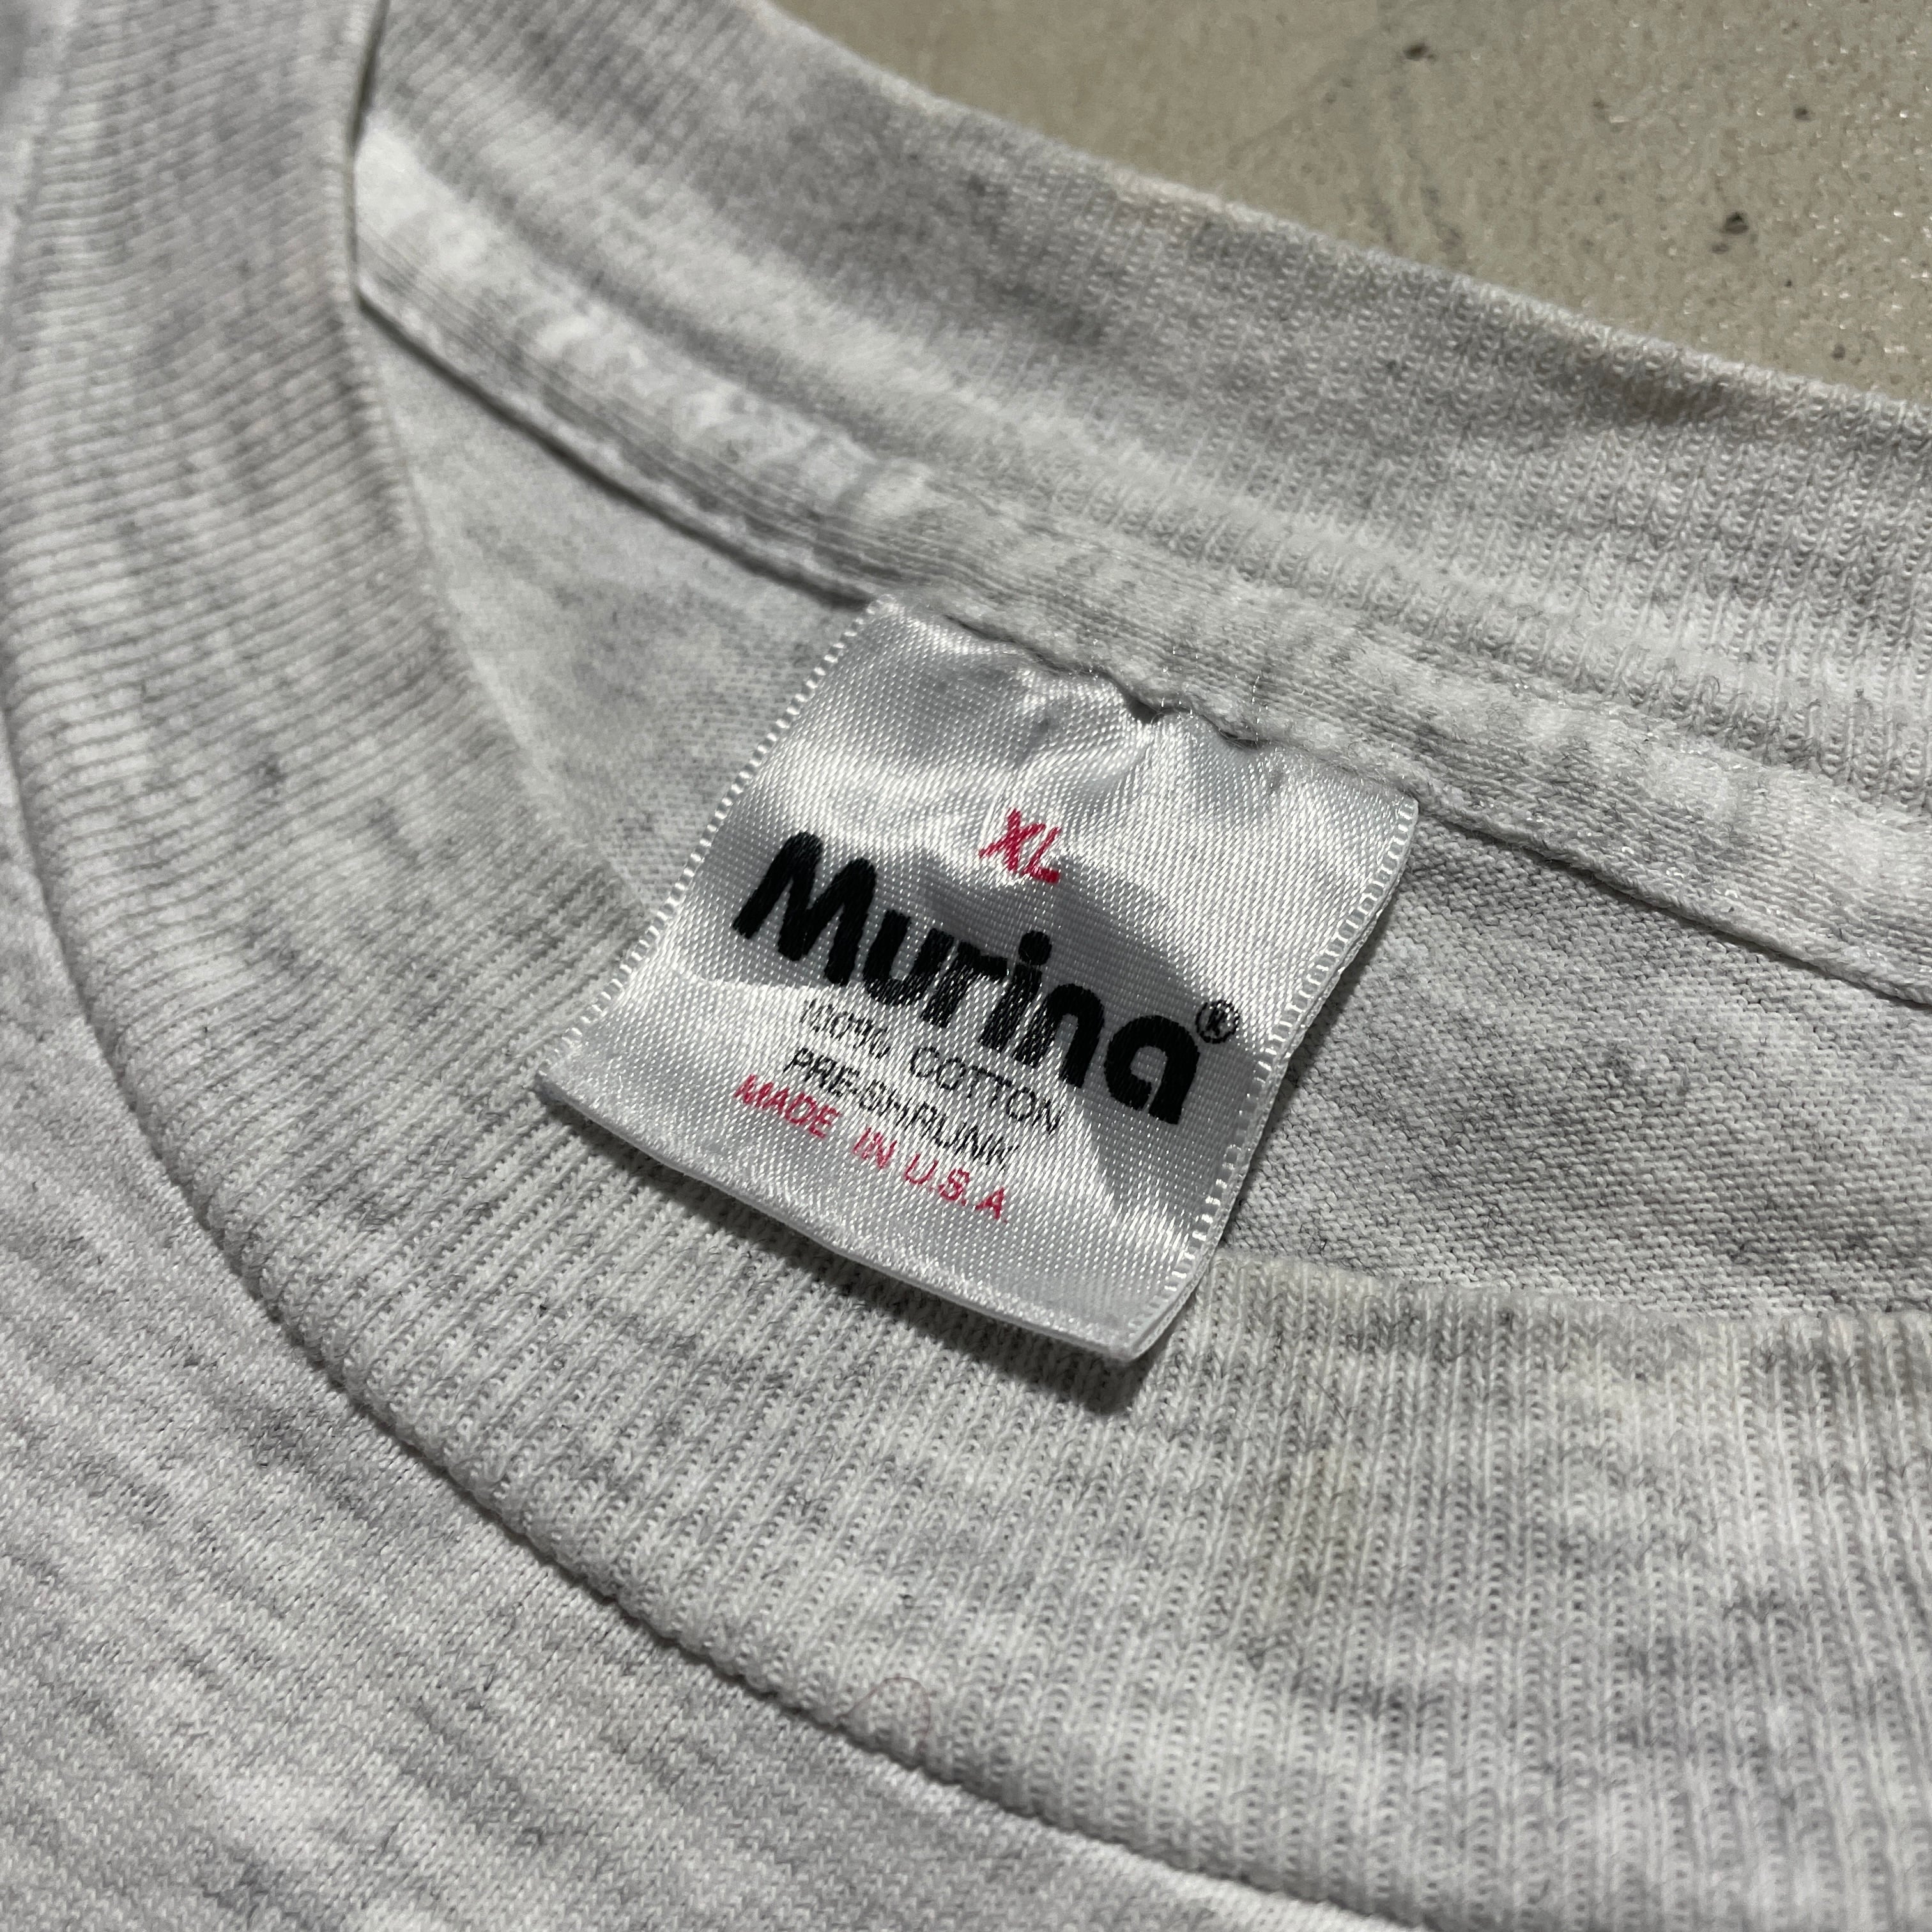 XL
Murina®
100% COTTON
PRE-SHRUNK
MADE IN U.S.A.